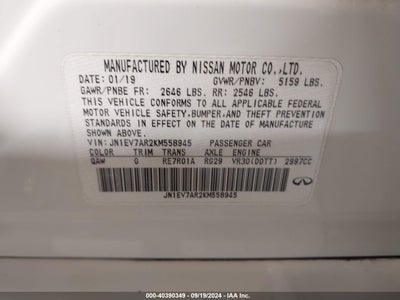 MANUFACTURED BY NISSAN MOTOR CO.,LTD.
DATE: 01/19 GVWR/PNBV: 5159 LBS.
GAWR/PNBE FR: 2646 LBS. RR: 2546 LBS.
THIS VEHICLE CONFORMS TO ALL APPLICABLE FEDERAL
MOTOR VEHICLE SAFETY,BUMPER,AND THEFT PREVENTION
STANDARDS IN EFFECT ON THE DATE OF MANUFACTURE
SHOWN ABOVE.
VIN: JN1EV7AR2KM558945 PASSENGER CAR
COLOR TRIM TRANS AXLE ENGINE
QAW G RE7R01A RG29 VR30(DDTT) 2997CC
JN1EV7AR2KM558945
INFINITI
000-40390349 - 09/19/2024 - IAA Inc.